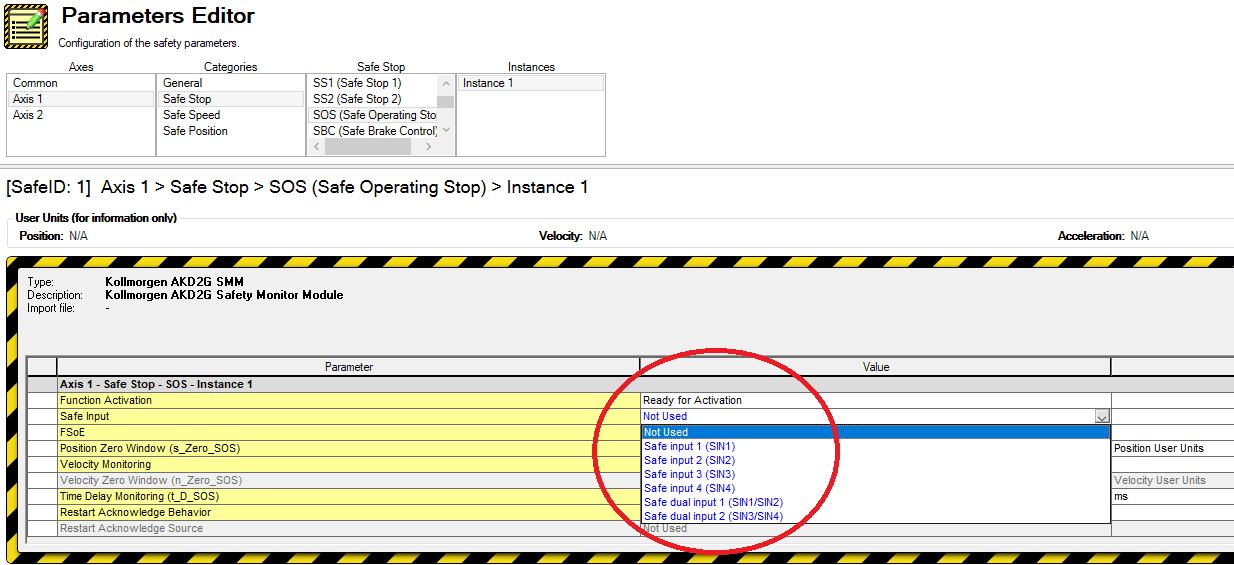 Parameters Editor
Configuration of the safety parameters.
Axes Categories Safe Stop Instances
Common General SS1 (Safe Stop 1) Instance 1
Axis 1 Safe Stop SS2 (Safe Stop 2)
Axis 2 Safe Speed SOS (Safe Operating Sto
Safe Position SBC (Safe Brake Control)
[SafeID: 1] Axis 1 > Safe Stop > SOS (Safe Operating Stop) > Instance 1
User Units (for information only)
Position: N/A Velocity: N/A Acceleration: N/A
Type: Kollmorgen AKD2G SMM
Description: Kollmorgen AKD2G Safety Monitor Module
Import file: -
Parameter Value
Axis 1 - Safe Stop - SOS - Instance 1
Function Activation Ready for Activation
Safe Input Not Used
FSoE Not Used
Safe input 1 (SIN1)
Position Zero Window (s_Zero_SOS) Position User Units
Safe input 2 (SIN2)
Velocity Monitoring Safe input 3 (SIN3)
Velocity Zero Window (n_Zero_SOS) Velocity User Units
Safe input 4 (SIN4)
Time Delay Monitoring (t_D_SOS) Safe dual input 1 (SIN1/SIN2) ms
Restart Acknowledge Behavior Safe dual input 2 (SIN3/SIN4)
Restart Acknowledge Source Not Used